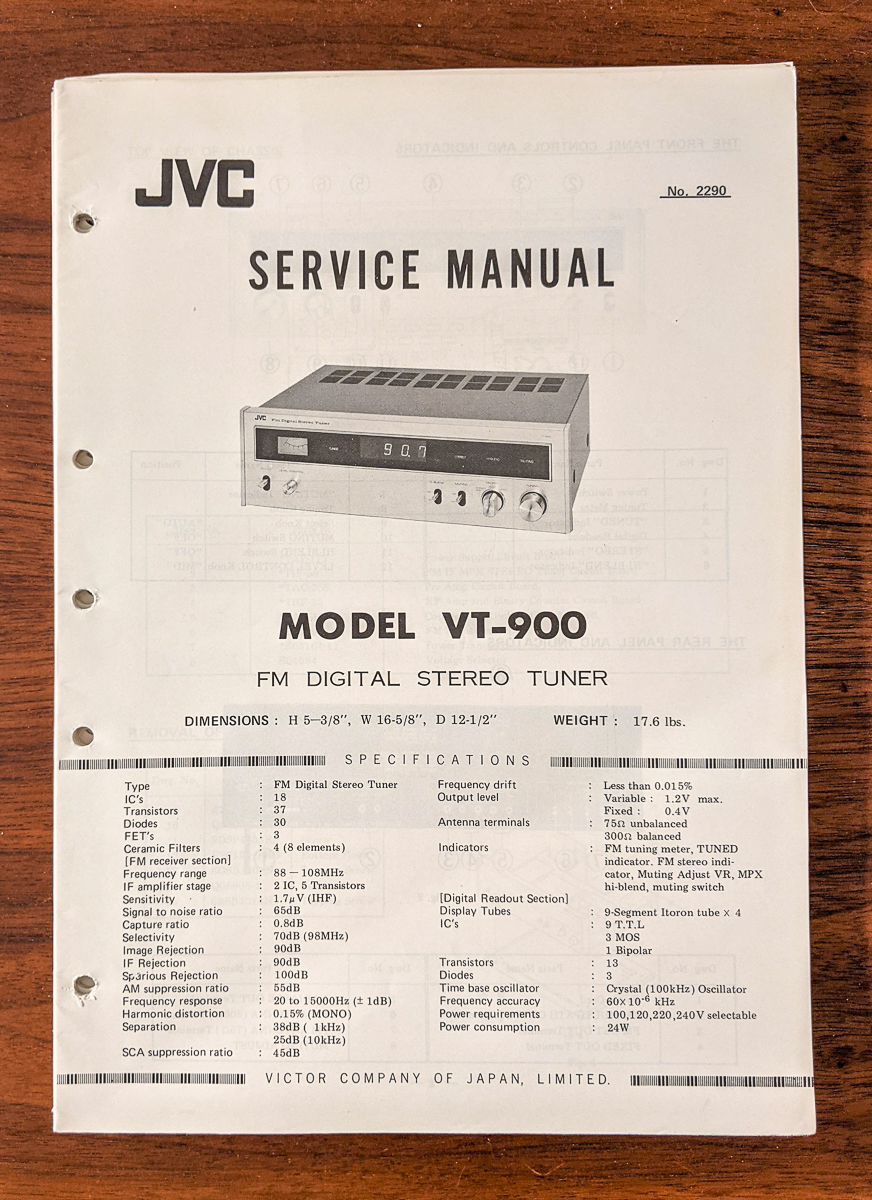 JVC
No. 2290
SERVICE MANUAL
JVC FM Digital Stereo Tuner
90.7
MODEL VT-900
FM DIGITAL STEREO TUNER
DIMENSIONS : H 5—3/8", W 16-5/8", D 12-1/2" WEIGHT : 17.6 lbs.
SPECIFICATIONS
Type : FM Digital Stereo Tuner
IC's : 18
Transistors : 37
Diodes : 30
FET's : 3
Ceramic Filters : 4 (8 elements)
[FM receiver section]
Frequency range : 88 — 108MHz
IF amplifier stage : 2 IC, 5 Transistors
Sensitivity : 1.7μV (IHF)
Signal to noise ratio : 65dB
Capture ratio : 0.8dB
Selectivity : 70dB (98MHz)
Image Rejection : 90dB
IF Rejection : 90dB
Sparious Rejection : 100dB
AM suppression ratio : 55dB
Frequency response : 20 to 15000Hz (± 1dB)
Harmonic distortion : 0.15% (MONO)
Separation : 38dB ( 1kHz)
25dB (10kHz)
SCA suppression ratio : 45dB
Frequency drift : Less than 0.015%
Output level : Variable : 1.2V max.
Fixed : 0.4V
Antenna terminals : 75Ω unbalanced
300Ω balanced
Indicators : FM tuning meter, TUNED
indicator. FM stereo indi-
cator, Muting Adjust VR, MPX
hi-blend, muting switch
[Digital Readout Section]
Display Tubes : 9-Segment Itoron tube × 4
IC's : 9 T.T.L
3 MOS
1 Bipolar
Transistors : 13
Diodes : 3
Time base oscillator : Crystal (100kHz) Oscillator
Frequency accuracy : 60×10-6 kHz
Power requirements : 100,120,220,240V selectable
Power consumption : 24W
VICTOR COMPANY OF JAPAN, LIMITED.